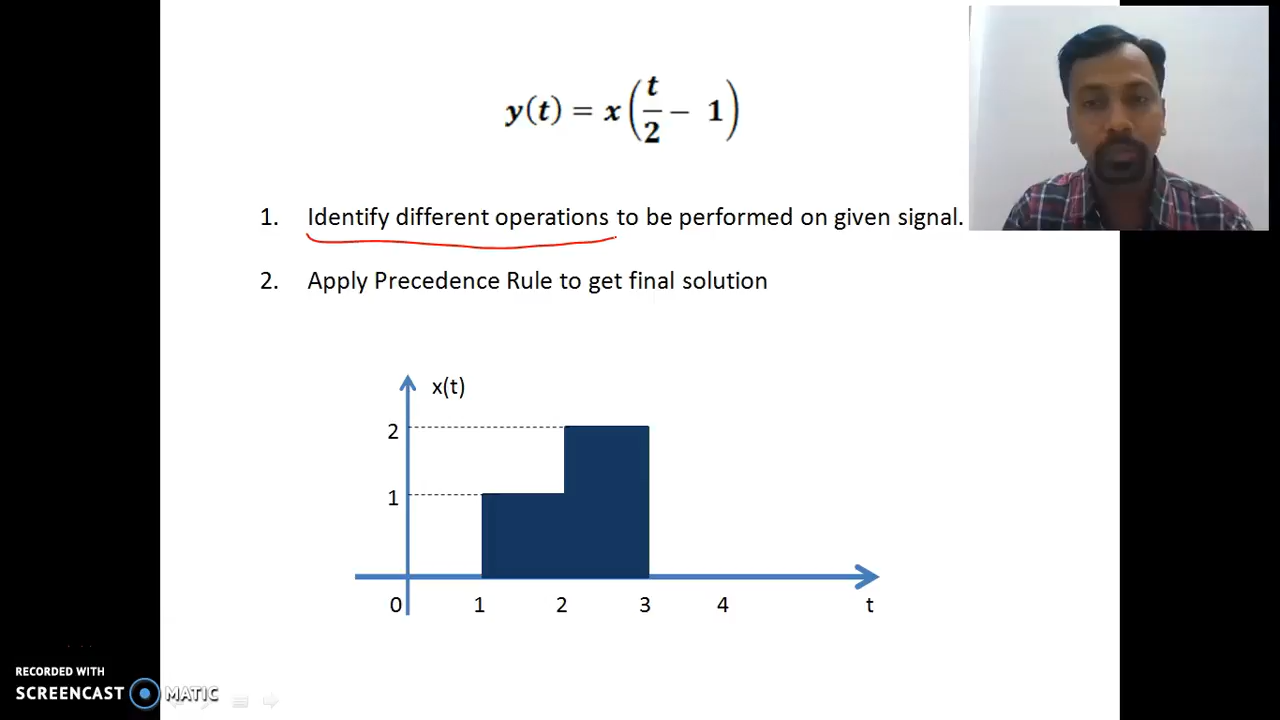 y(t) = x(t/2 − 1)
1. Identify different operations to be performed on given signal.
2. Apply Precedence Rule to get final solution
x(t)
2
1
0 1 2 3 4 t
RECORDED WITH
SCREENCAST MATIC